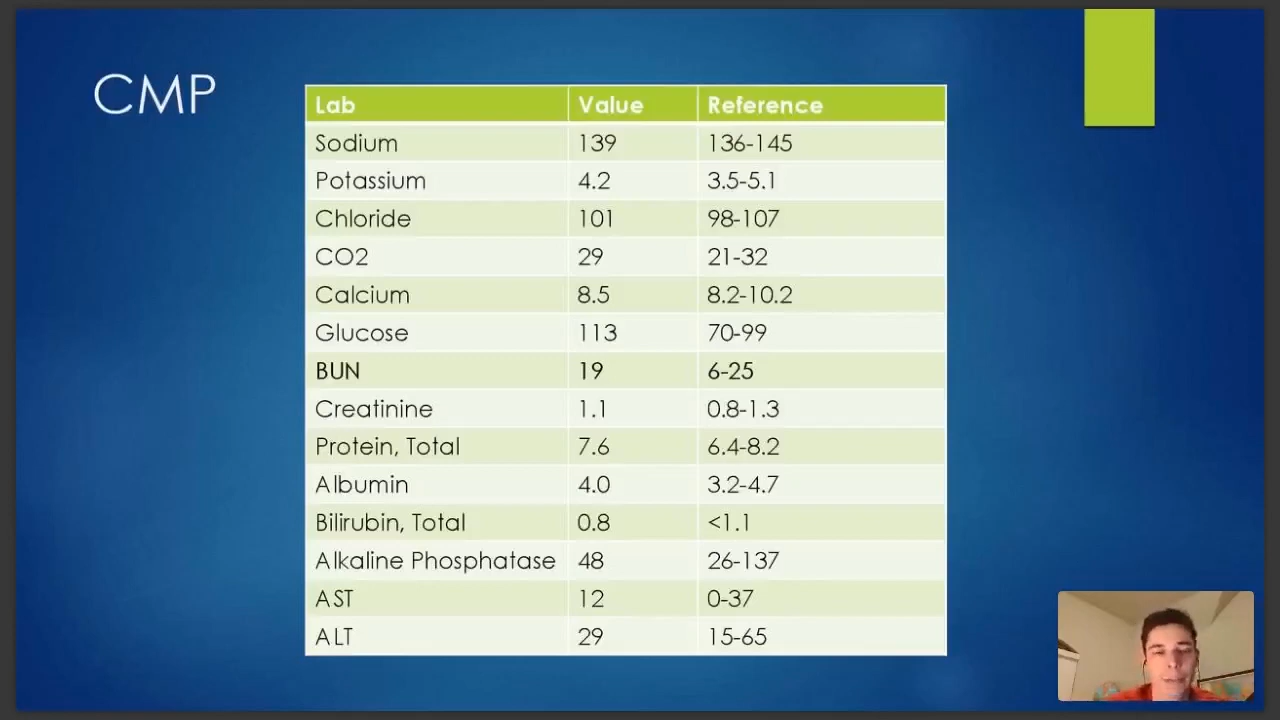 CMP
Lab Value Reference
Sodium 139 136-145
Potassium 4.2 3.5-5.1
Chloride 101 98-107
CO2 29 21-32
Calcium 8.5 8.2-10.2
Glucose 113 70-99
BUN 19 6-25
Creatinine 1.1 0.8-1.3
Protein, Total 7.6 6.4-8.2
Albumin 4.0 3.2-4.7
Bilirubin, Total 0.8 <1.1
Alkaline Phosphatase 48 26-137
AST 12 0-37
ALT 29 15-65